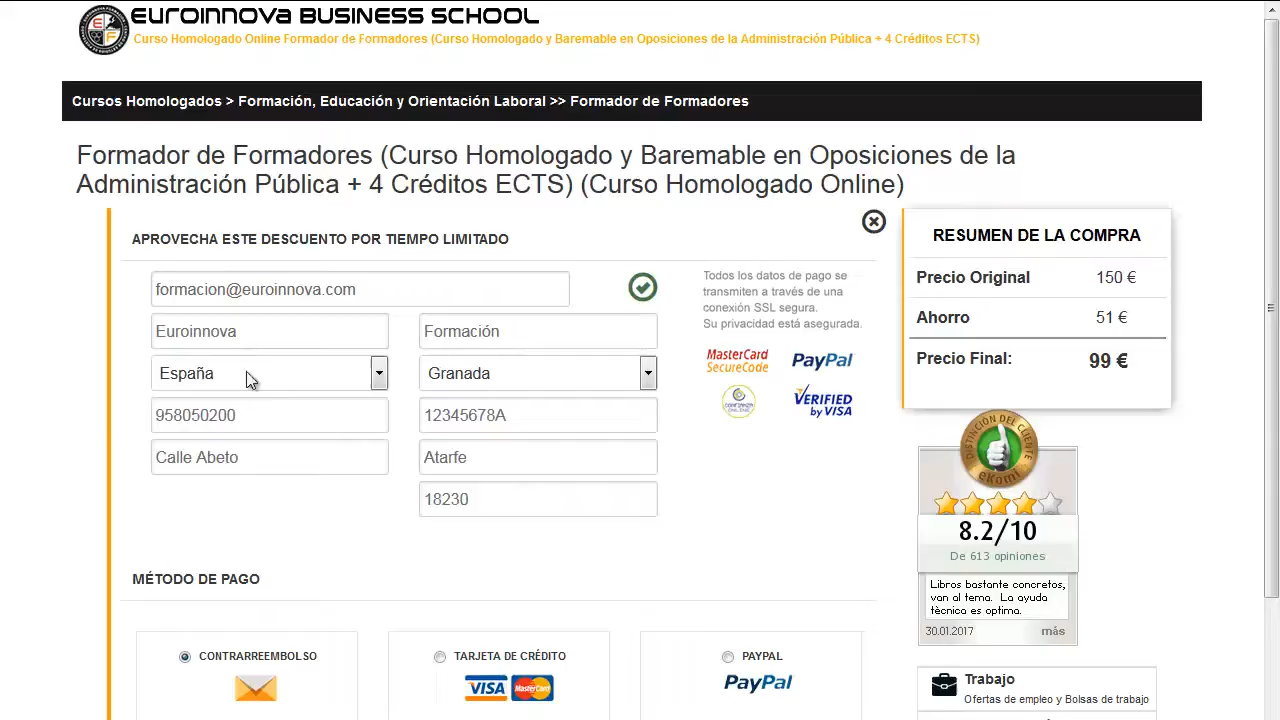 EUROINNOVA BUSINESS SCHOOL
Curso Homologado Online Formador de Formadores (Curso Homologado y Baremable en Oposiciones de la Administración Pública + 4 Créditos ECTS)
Cursos Homologados > Formación, Educación y Orientación Laboral >> Formador de Formadores
Formador de Formadores (Curso Homologado y Baremable en Oposiciones de la
Administración Pública + 4 Créditos ECTS) (Curso Homologado Online)
APROVECHA ESTE DESCUENTO POR TIEMPO LIMITADO
formacion@euroinnova.com
Euroinnova
Formación
España
Granada
958050200
12345678A
Calle Abeto
Atarfe
18230
Todos los datos de pago se
transmiten a través de una
conexión SSL segura.
Su privacidad está asegurada.
MasterCard
SecureCode
PayPal
CONFIANZA
ONLINE
VERIFIED
by VISA
RESUMEN DE LA COMPRA
Precio Original 150 €
Ahorro 51 €
Precio Final: 99 €
DISTINCIÓN DEL CLIENTE
eKomi
8.2/10
De 613 opiniones
Libros bastante concretos,
van al tema. La ayuda
tècnica es optima.
30.01.2017 más
Trabajo
Ofertas de empleo y Bolsas de trabajo
MÉTODO DE PAGO
CONTRARREEMBOLSO
TARJETA DE CRÉDITO
VISA
MasterCard
PAYPAL
PayPal